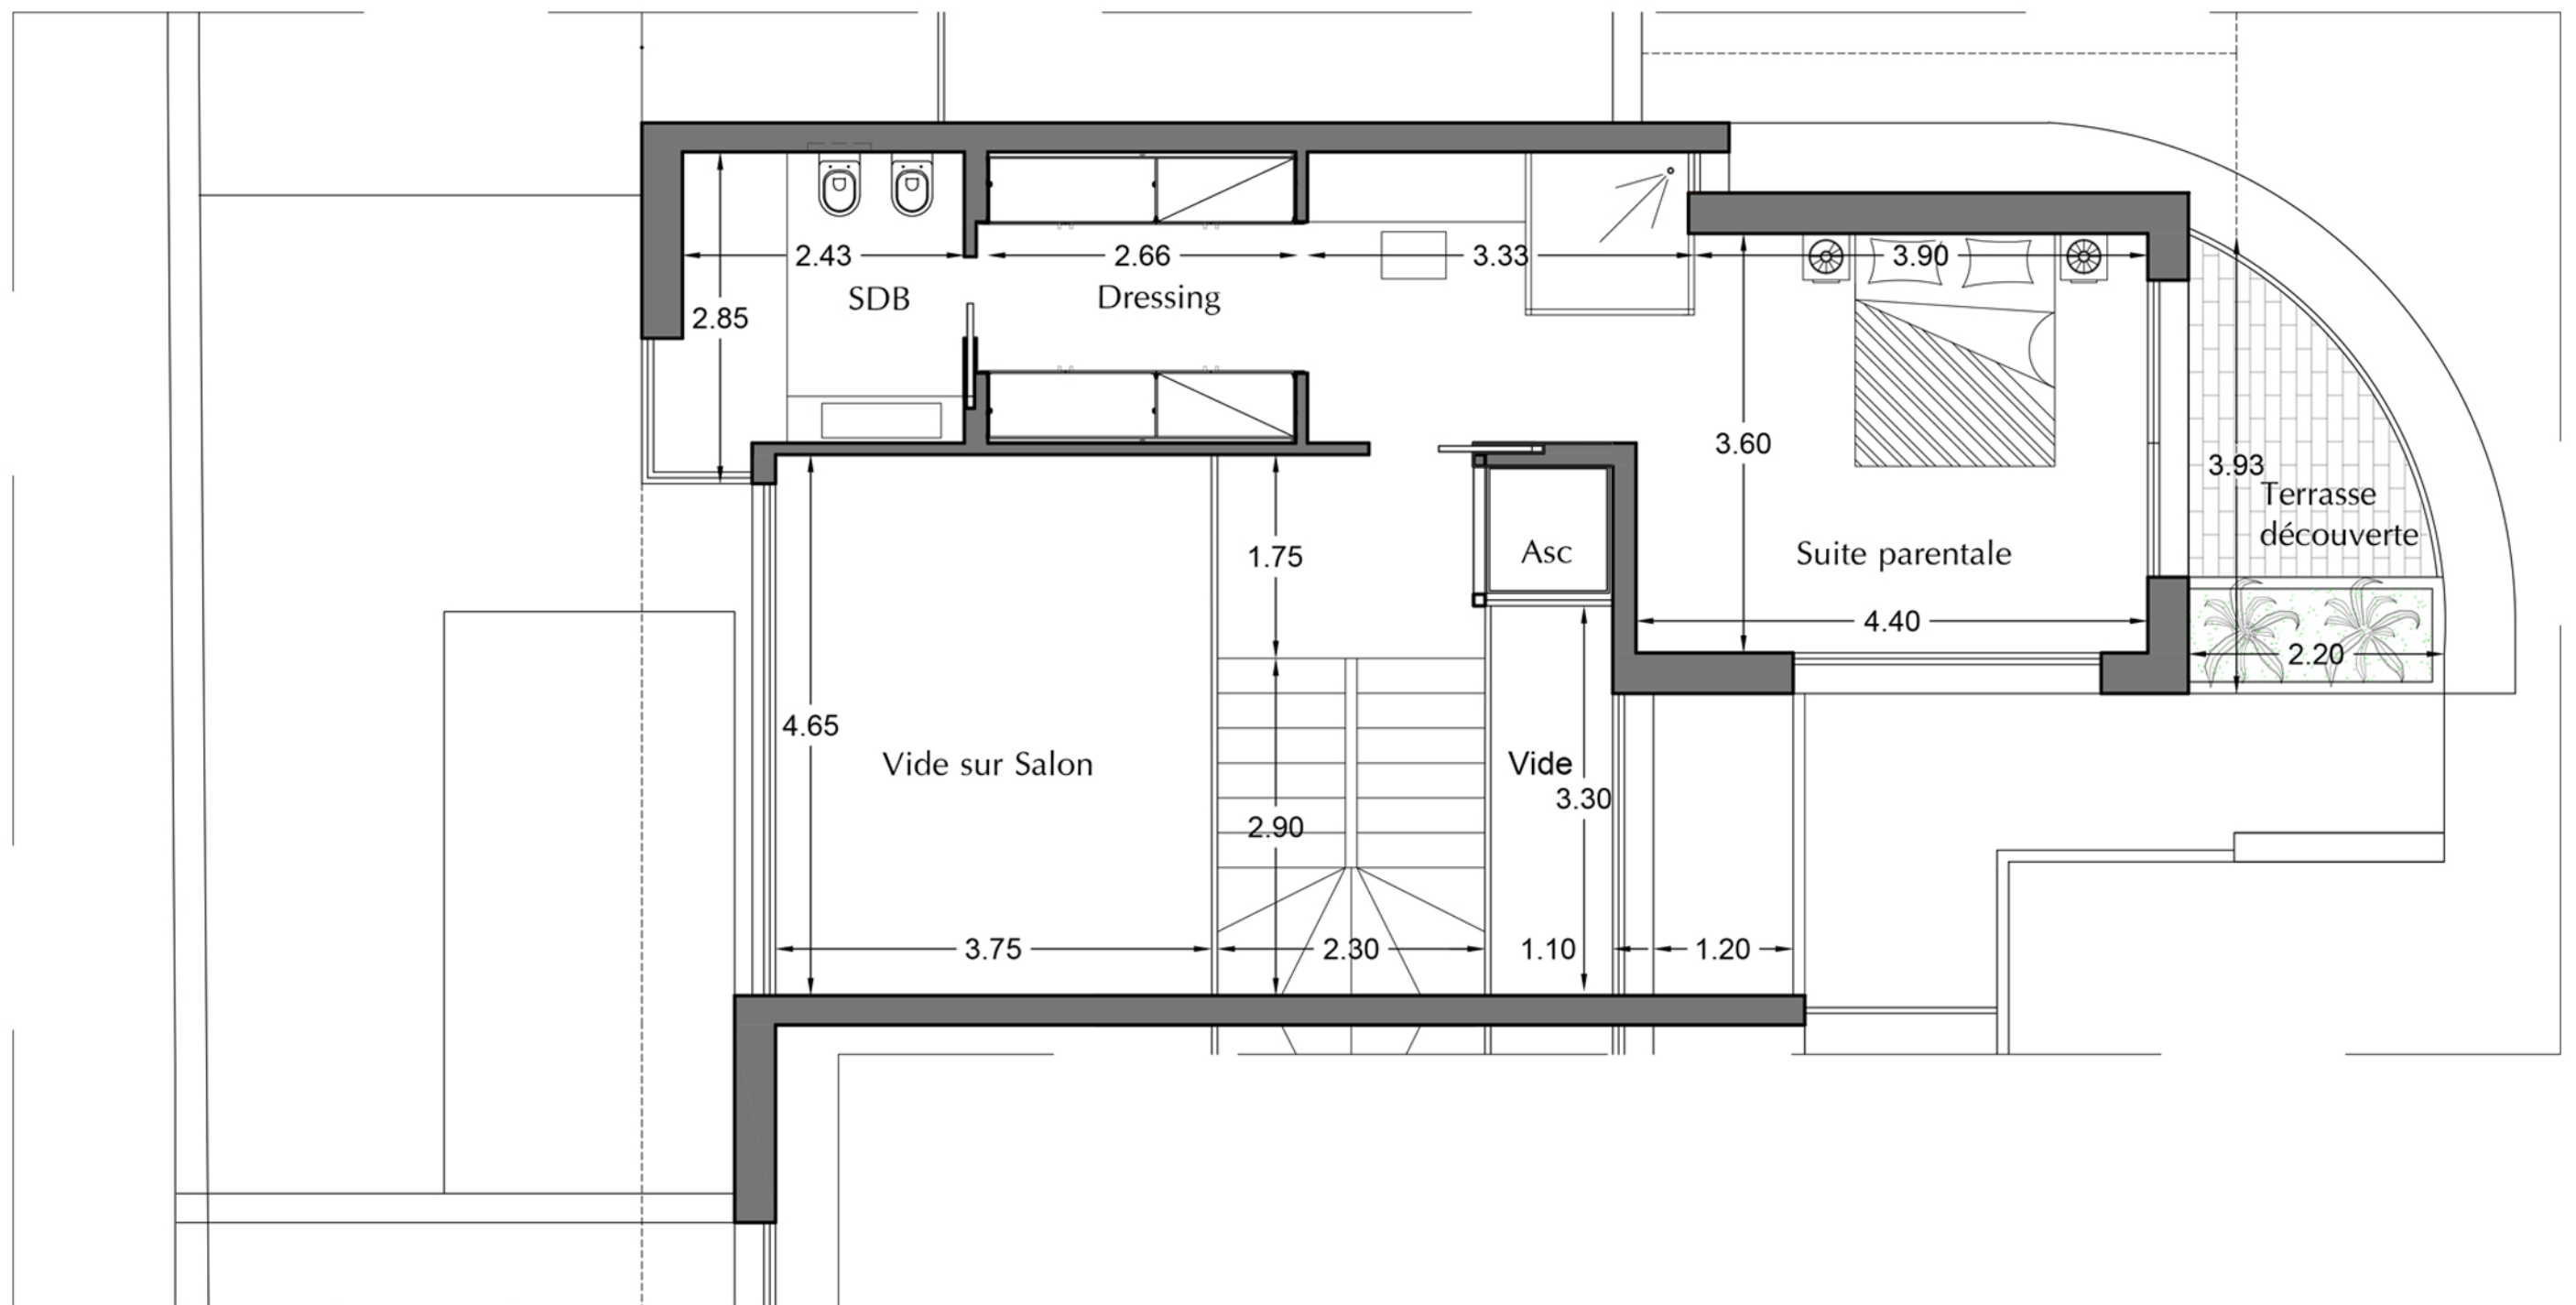 2.43
2.66
3.33
3.90
SDB
Dressing
2.85
3.60
3.93
Terrasse
découverte
1.75
Asc
Suite parentale
4.40
2.20
4.65
Vide sur Salon
Vide
3.30
2.90
3.75
2.30
1.10
1.20